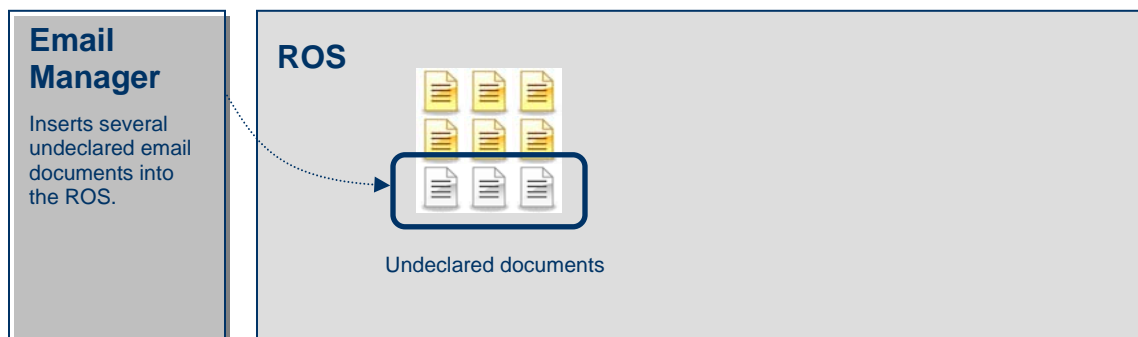 Email
Manager
Inserts several
undeclared email
documents into
the ROS.
ROS
Undeclared documents